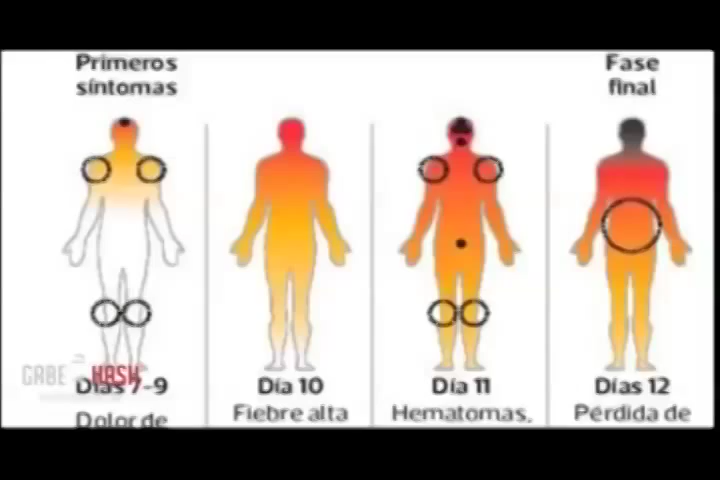 Primeros
síntomas
Fase
final
GABE HASH
Días 7-9
Día 10
Día 11
Días 12
Dolor de
Fiebre alta
Hematomas,
Pérdida de